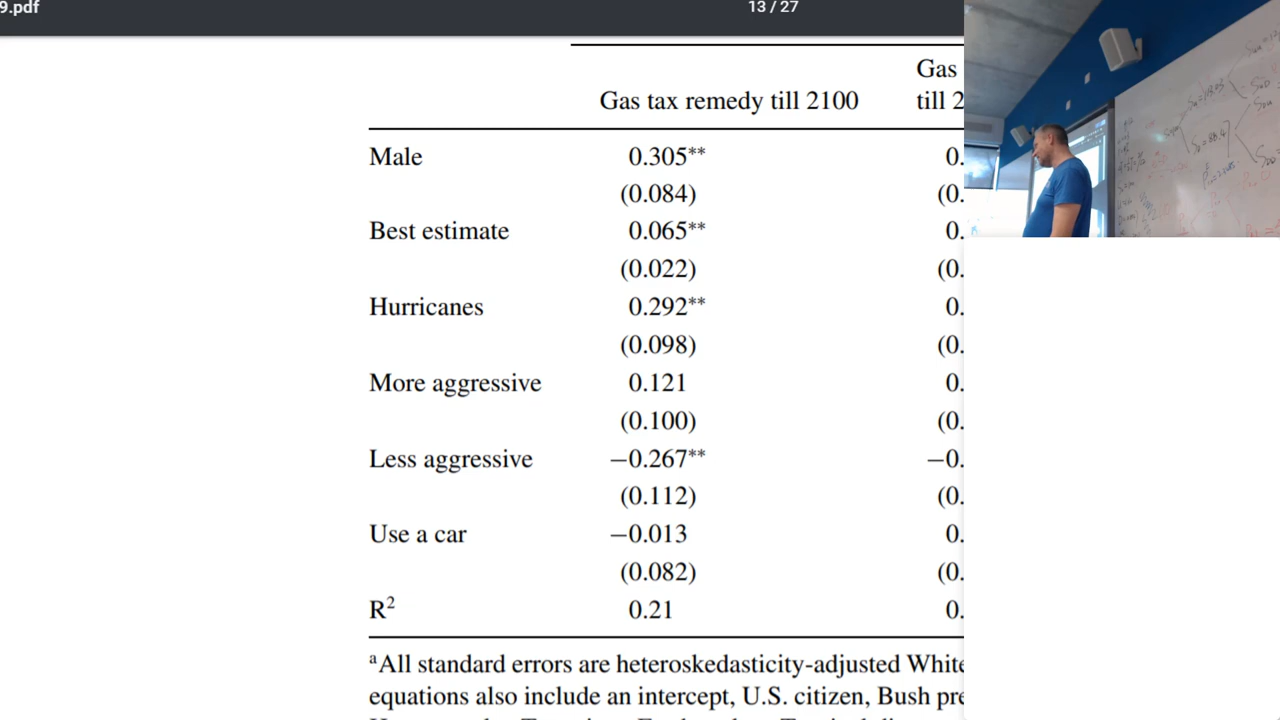 9.pdf
13 / 27
Gas
Gas tax remedy till 2100 till 2
Male 0.305** 0.
(0.084) (0.
Best estimate 0.065** 0.
(0.022) (0.
Hurricanes 0.292** 0.
(0.098) (0.
More aggressive 0.121 0.
(0.100) (0.
Less aggressive −0.267** −0.
(0.112) (0.
Use a car −0.013 0.
(0.082) (0.
R² 0.21 0.
ᵃAll standard errors are heteroskedasticity-adjusted White
equations also include an intercept, U.S. citizen, Bush pre